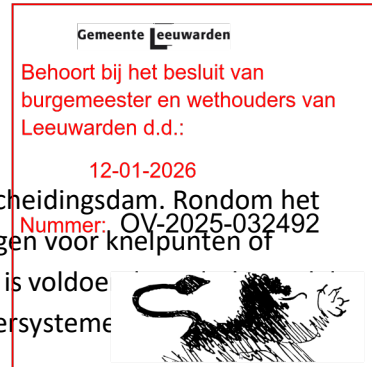 Gemeente Leeuwarden
Behoort bij het besluit van
burgemeester en wethouders van
Leeuwarden d.d.:
12-01-2026
cheidingsdam. Rondom het
Nummer: OV-2025-032492
gen voor knelpunten of
is voldoe
ersysteme